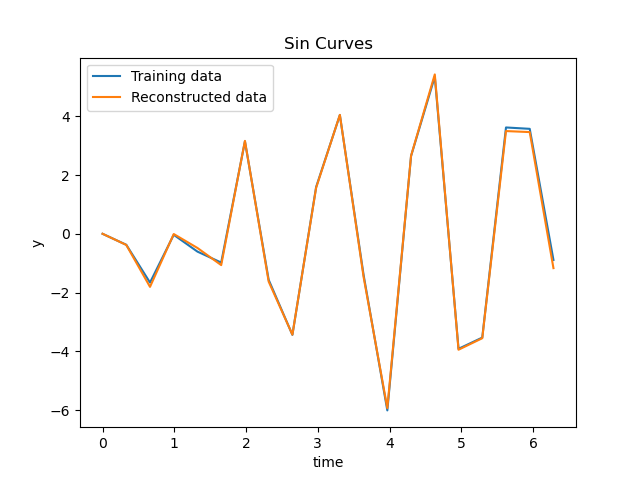 Sin Curves
Training data
Reconstructed data
4
2
0
−2
−4
−6
y
0 1 2 3 4 5 6
time